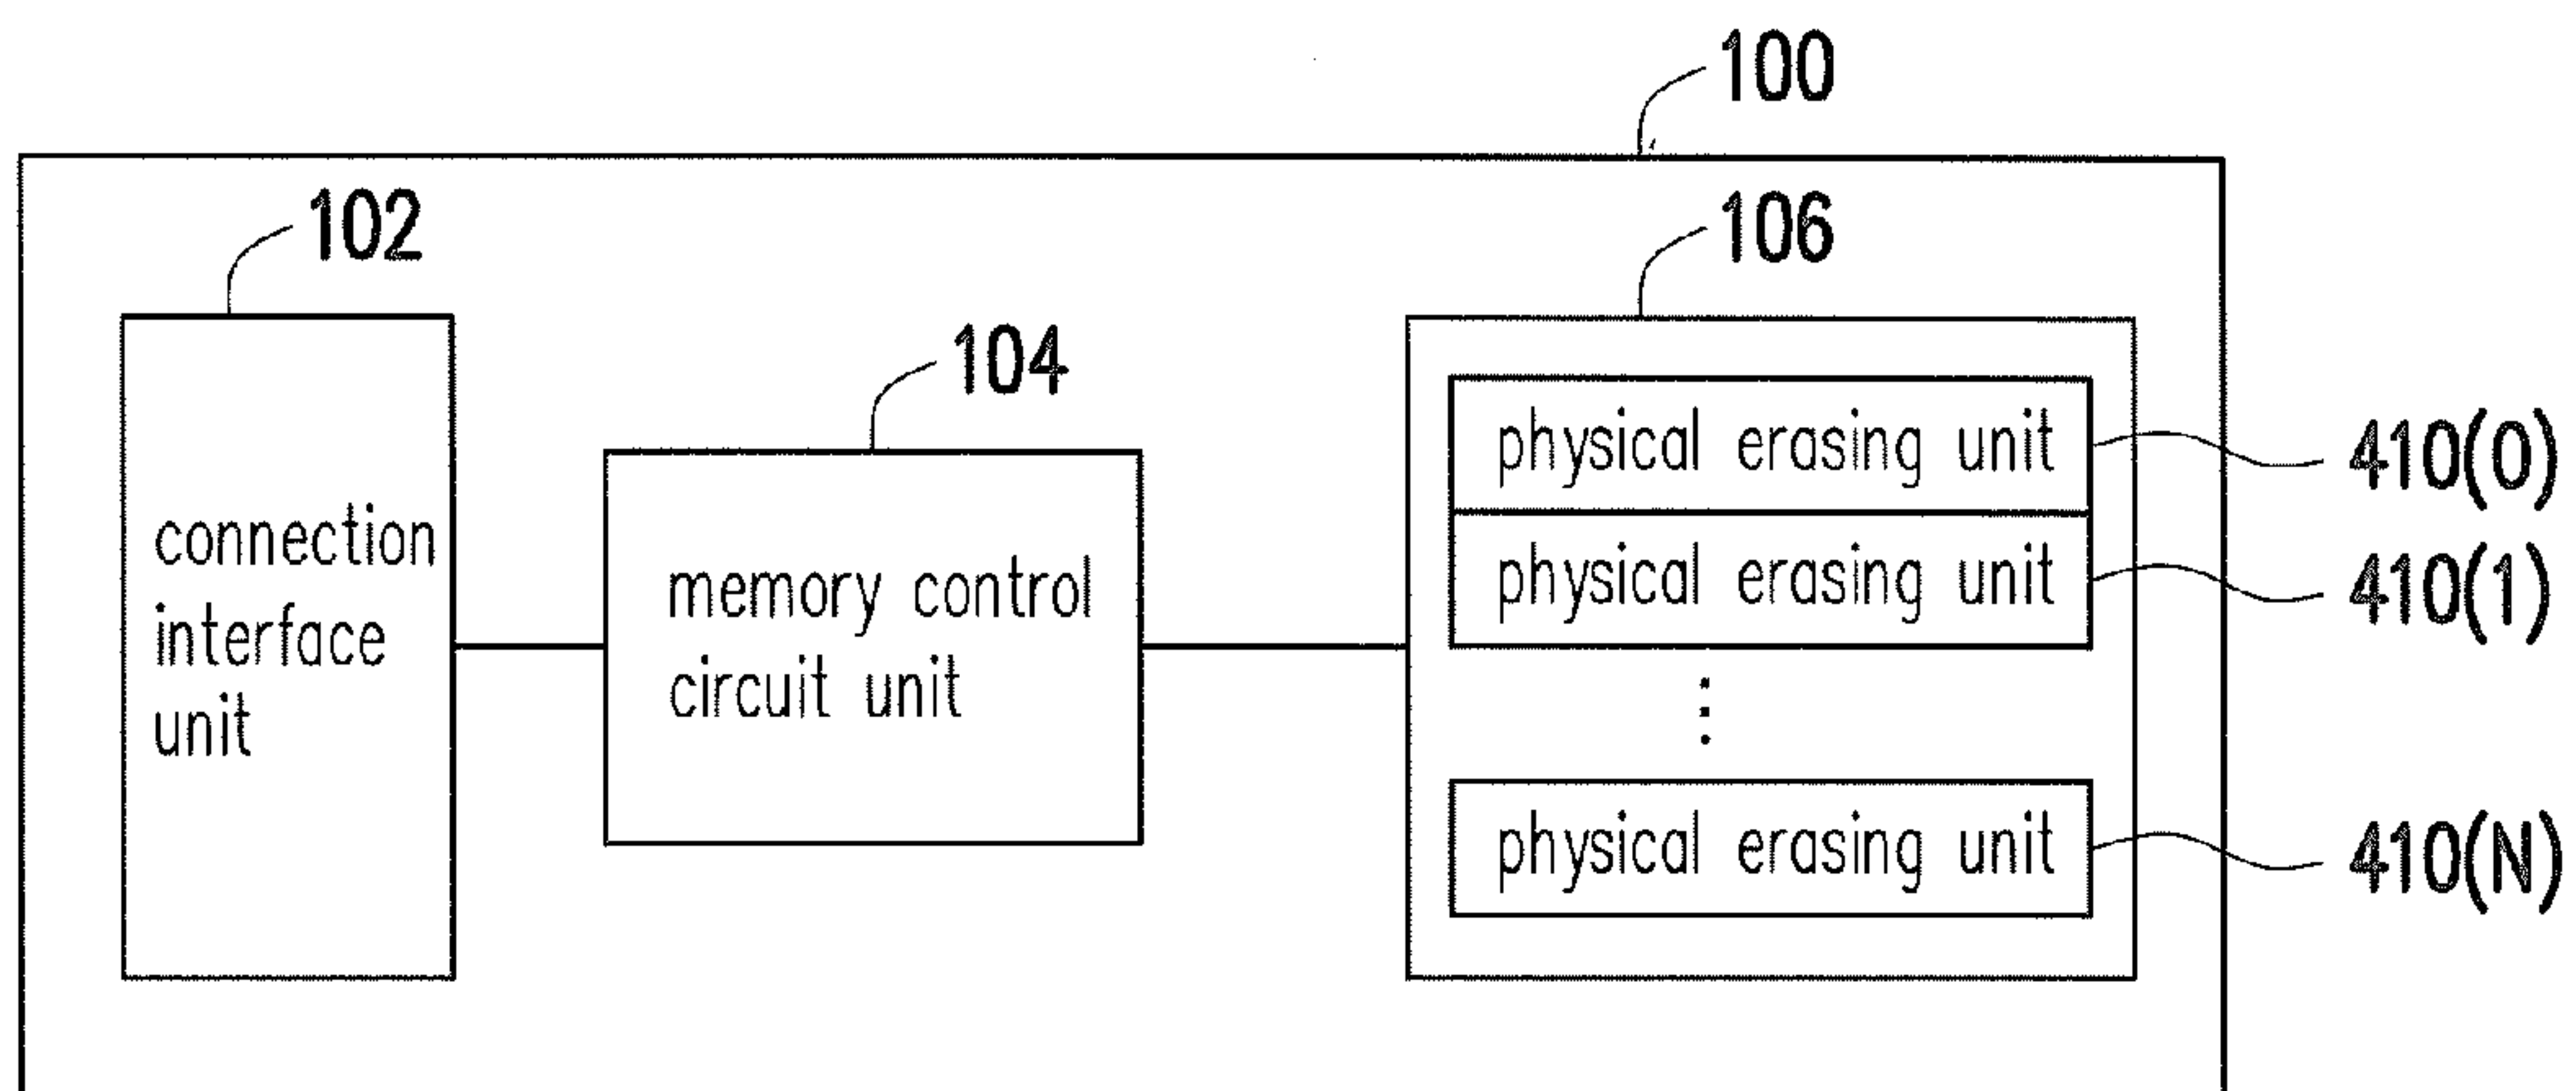 100
102
106
104
physical erasing unit
410(0)
connection
interface
unit
memory control
circuit unit
physical erasing unit
410(1)
physical erasing unit
410(N)